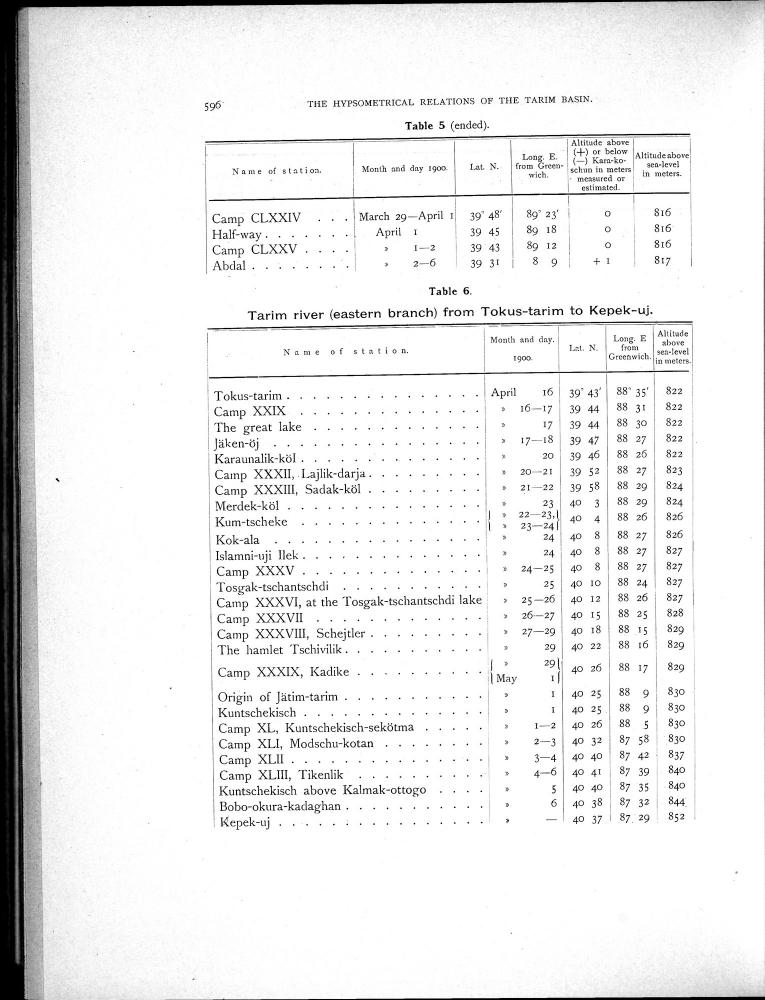 596
THE HYPSOMETRICAL RELATIONS OF THE TARIM BASIN.
Table 5 (ended).
Name of station. Month and day 1900. Lat. N. Long. E. from Greenwich. Altitude above (+) or below (—) Kara-koschun in meters measured or estimated. Altitude above sea-level in meters.
Camp CLXXIV . . . March 29—April 1 39° 48′ 89° 23′ 0 816
Half-way . . . . . . . April 1 39 45 89 18 0 816
Camp CLXXV . . . . » 1—2 39 43 89 12 0 816
Abdal . . . . . . . . » 2—6 39 31 8 9 + 1 817
Table 6.
Tarim river (eastern branch) from Tokus-tarim to Kepek-uj.
Name of station. Month and day. 1900. Lat. N. Long. E from Greenwich. Altitude above sea-level in meters.
Tokus-tarim . . . . . . . . . . . . . . . April 16 39° 43′ 88° 35′ 822
Camp XXIX . . . . . . . . . . . . . . » 16—17 39 44 88 31 822
The great lake . . . . . . . . . . . . . » 17 39 44 88 30 822
Jäken-öj . . . . . . . . . . . . . . . . » 17—18 39 47 88 27 822
Karaunalik-köl . . . . . . . . . . . . . . » 20 39 46 88 26 822
Camp XXXII, Lajlik-darja . . . . . . . . . » 20—21 39 52 88 27 823
Camp XXXIII, Sadak-köl . . . . . . . . . » 21—22 39 58 88 29 824
Merdek-köl . . . . . . . . . . . . . . . » 23 40 3 88 29 824
Kum-tscheke . . . . . . . . . . . . . . » 22—23, » 23—24 40 4 88 26 826
Kok-ala . . . . . . . . . . . . . . . . » 24 40 8 88 27 826
Islamni-uji Ilek . . . . . . . . . . . . . . » 24 40 8 88 27 827
Camp XXXV . . . . . . . . . . . . . . » 24—25 40 8 88 27 827
Tosgak-tschantschdi . . . . . . . . . . . » 25 40 10 88 24 827
Camp XXXVI, at the Tosgak-tschantschdi lake » 25—26 40 12 88 26 827
Camp XXXVII . . . . . . . . . . . . . » 26—27 40 15 88 25 828
Camp XXXVIII, Schejtler . . . . . . . . . » 27—29 40 18 88 15 829
The hamlet Tschivilik . . . . . . . . . . . » 29 40 22 88 16 829
Camp XXXIX, Kadike . . . . . . . . . . » 29 May 1 40 26 88 17 829
Origin of Jätim-tarim . . . . . . . . . . . » 1 40 25 88 9 830
Kuntschekisch . . . . . . . . . . . . . . » 1 40 25 88 9 830
Camp XL, Kuntschekisch-sekötma . . . . . » 1—2 40 26 88 5 830
Camp XLI, Modschu-kotan . . . . . . . . » 2—3 40 32 87 58 830
Camp XLII . . . . . . . . . . . . . . . » 3—4 40 40 87 42 837
Camp XLIII, Tikenlik . . . . . . . . . . » 4—6 40 41 87 39 840
Kuntschekisch above Kalmak-ottogo . . . . » 5 40 40 87 35 840
Bobo-okura-kadaghan . . . . . . . . . . . » 6 40 38 87 32 844
Kepek-uj . . . . . . . . . . . . . . . . » — 40 37 87 29 852